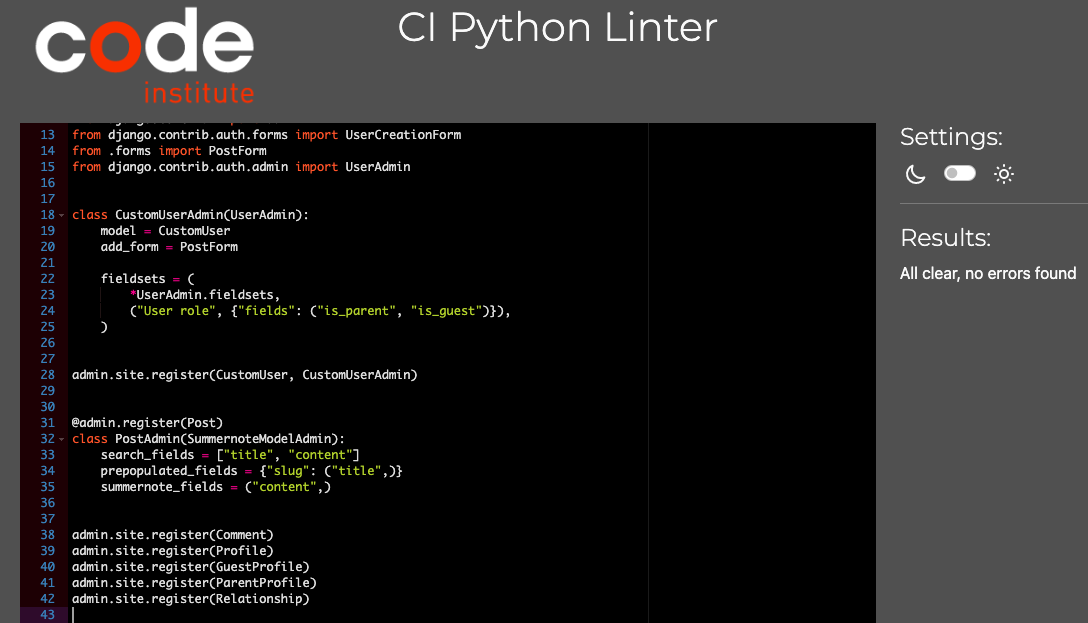 code
institute
CI Python Linter
13 from django.contrib.auth.forms import UserCreationForm
14 from .forms import PostForm
15 from django.contrib.auth.admin import UserAdmin
16
17
18 class CustomUserAdmin(UserAdmin):
19     model = CustomUser
20     add_form = PostForm
21
22     fieldsets = (
23         *UserAdmin.fieldsets,
24         ("User role", {"fields": ("is_parent", "is_guest")}),
25     )
26
27
28 admin.site.register(CustomUser, CustomUserAdmin)
29
30
31 @admin.register(Post)
32 class PostAdmin(SummernoteModelAdmin):
33     search_fields = ["title", "content"]
34     prepopulated_fields = {"slug": ("title",)}
35     summernote_fields = ("content",)
36
37
38 admin.site.register(Comment)
39 admin.site.register(Profile)
40 admin.site.register(GuestProfile)
41 admin.site.register(ParentProfile)
42 admin.site.register(Relationship)
43
Settings:
Results:
All clear, no errors found